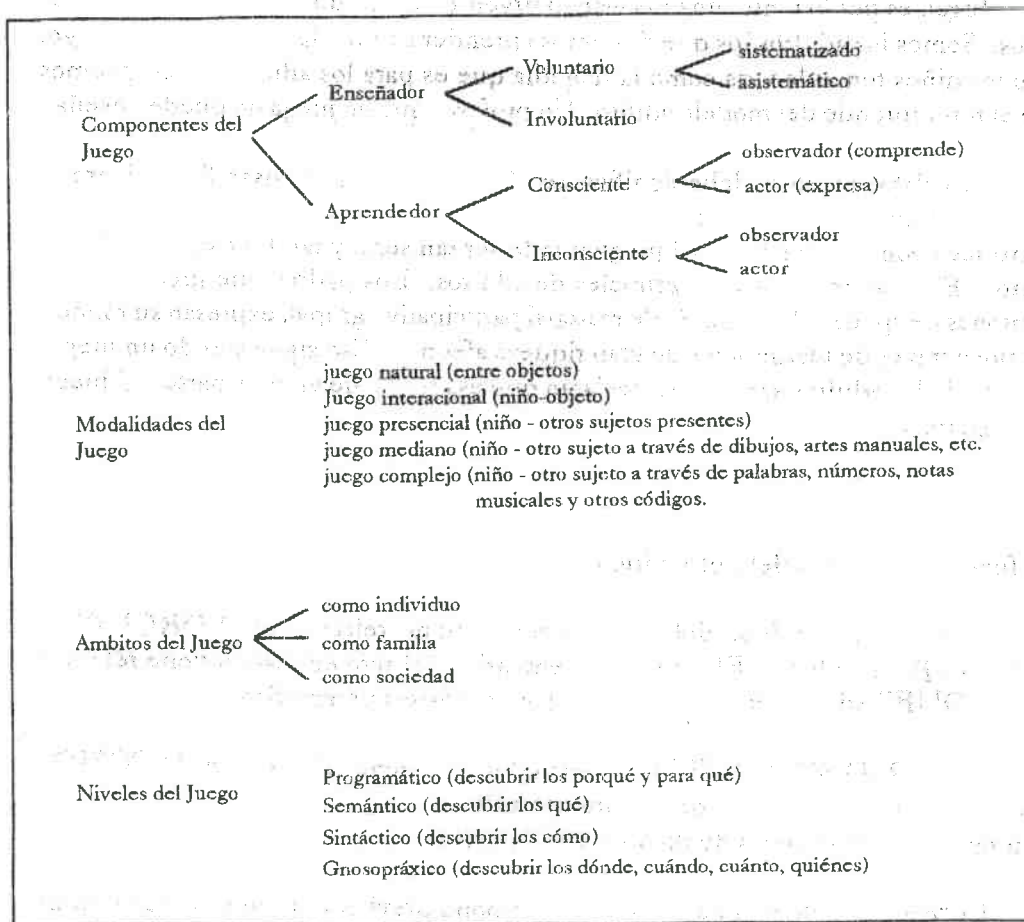 Voluntario
sistematizado
asistemático
Enseñador
Involuntario
Componentes del
Juego
observador (comprende)
Consciente
actor (expresa)
Aprendedor
observador
Inconsciente
actor
juego natural (entre objetos)
Juego interacional (niño-objeto)
Modalidades del
Juego
juego presencial (niño - otros sujetos presentes)
juego mediano (niño - otro sujeto a través de dibujos, artes manuales, etc.
juego complejo (niño - otro sujeto a través de palabras, números, notas
musicales y otros códigos.
como individuo
Ambitos del Juego
como familia
como sociedad
Niveles del Juego
Programático (descubrir los porqué y para qué)
Semántico (descubrir los qué)
Sintáctico (descubrir los cómo)
Gnosopráxico (descubrir los dónde, cuándo, cuánto, quiénes)